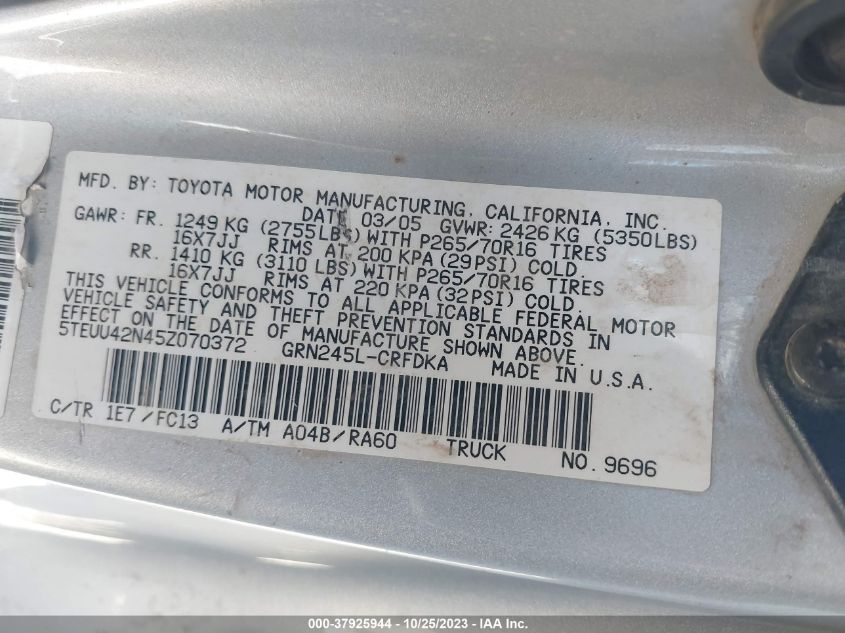 MFD. BY: TOYOTA MOTOR MANUFACTURING, CALIFORNIA, INC.
DATE 03/05 GVWR: 2426 KG (5350LBS)
GAWR: FR. 1249 KG (2755LBS) WITH P265/70R16 TIRES
16X7JJ RIMS AT 200 KPA (29PSI) COLD.
RR. 1410 KG (3110 LBS) WITH P265/70R16 TIRES
16X7JJ RIMS AT 220 KPA (32PSI) COLD.
THIS VEHICLE CONFORMS TO ALL APPLICABLE FEDERAL MOTOR
VEHICLE SAFETY AND THEFT PREVENTION STANDARDS IN
EFFECT ON THE DATE OF MANUFACTURE SHOWN ABOVE.
5TEUU42N45Z070372 GRN245L-CRFDKA MADE IN U.S.A.
C/TR 1E7/FC13 A/TM A04B/RA60 TRUCK NO. 9696
000-37925944 - 10/25/2023 - IAA Inc.